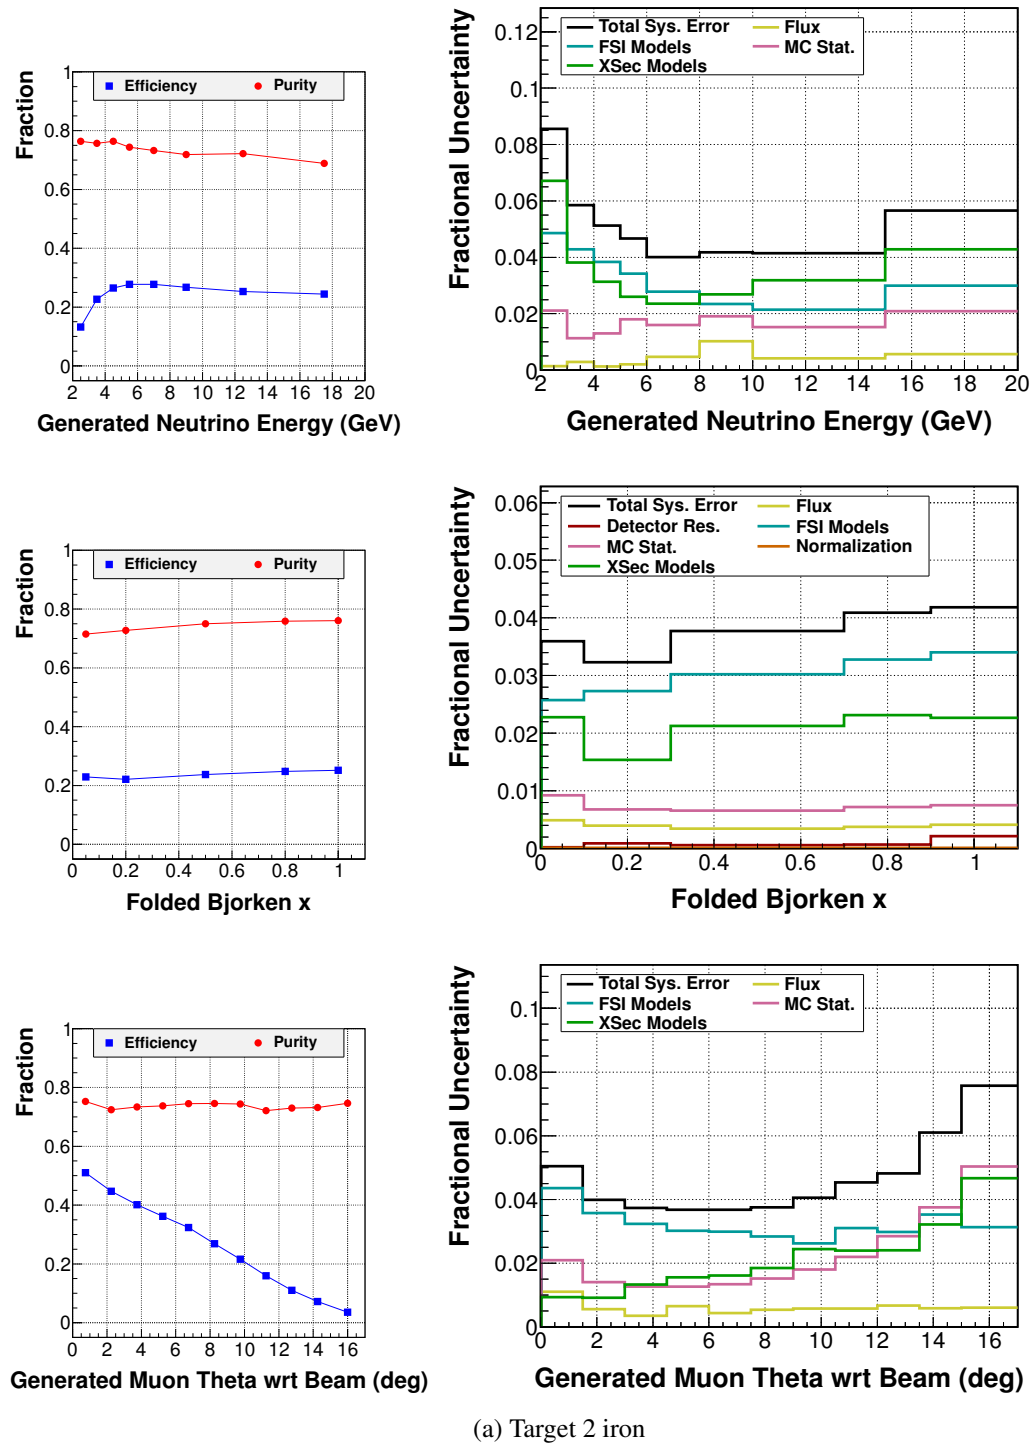 Fraction
1
0.8
0.6
0.4
0.2
0
Efficiency Purity
2 4 6 8 10 12 14 16 18 20
Generated Neutrino Energy (GeV)
Fractional Uncertainty
0.12
0.1
0.08
0.06
0.04
0.02
0
Total Sys. Error Flux
FSI Models MC Stat.
XSec Models
2 4 6 8 10 12 14 16 18 20
Generated Neutrino Energy (GeV)
Fraction
1
0.8
0.6
0.4
0.2
0
Efficiency Purity
0 0.2 0.4 0.6 0.8 1
Folded Bjorken x
Fractional Uncertainty
0.06
0.05
0.04
0.03
0.02
0.01
0
Total Sys. Error Flux
Detector Res. FSI Models
MC Stat. Normalization
XSec Models
0 0.2 0.4 0.6 0.8 1
Folded Bjorken x
Fraction
1
0.8
0.6
0.4
0.2
0
Efficiency Purity
0 2 4 6 8 10 12 14 16
Generated Muon Theta wrt Beam (deg)
Fractional Uncertainty
0.1
0.08
0.06
0.04
0.02
0
Total Sys. Error Flux
FSI Models MC Stat.
XSec Models
0 2 4 6 8 10 12 14 16
Generated Muon Theta wrt Beam (deg)
(a) Target 2 iron